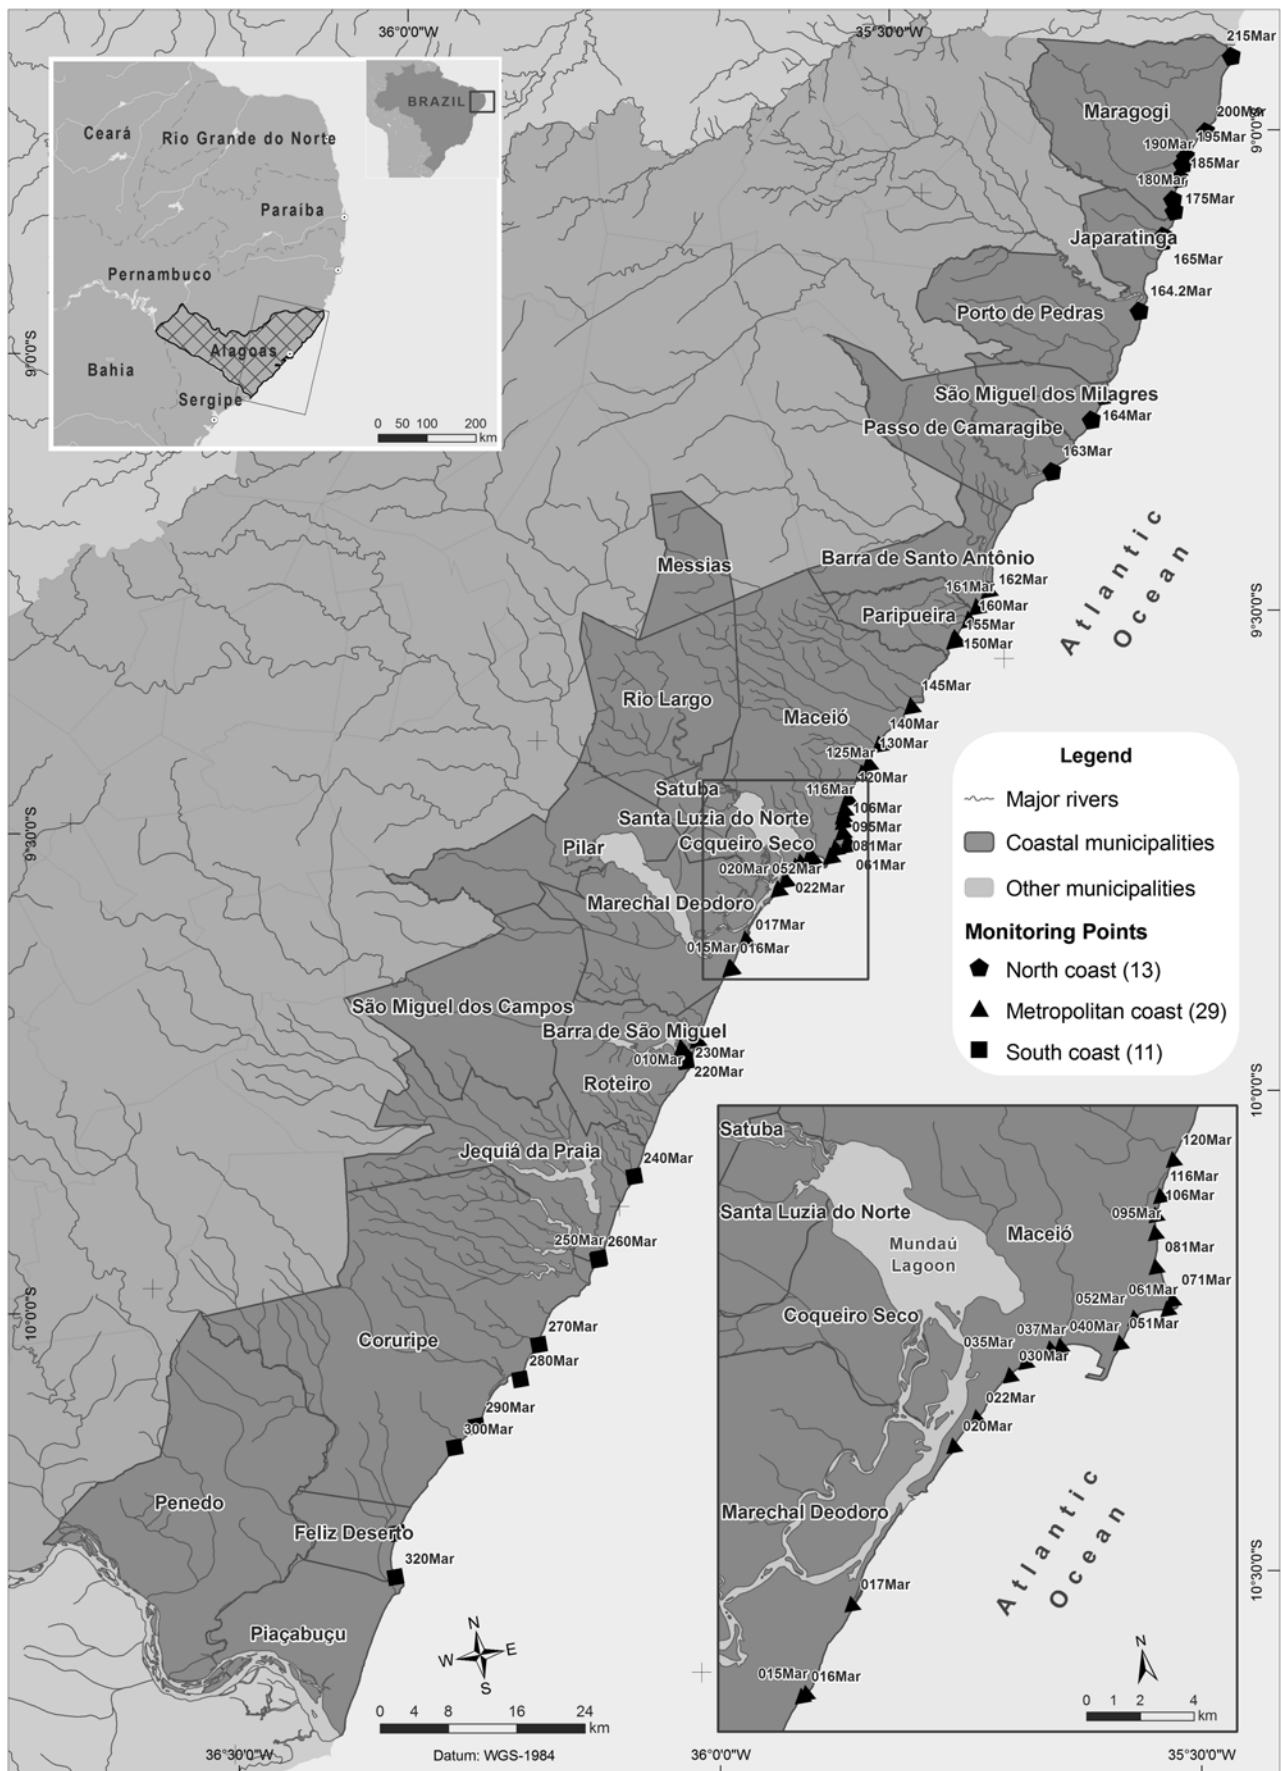 36°0'0"W
35°30'0"W
215Mar
BRAZIL
Ceará
Rio Grande do Norte
Paraíba
Pernambuco
Alagoas
Bahia
Sergipe
0 50 100 200
km
9°0'0"S
9°0'0"S
Maragogi
200Mar
195Mar
190Mar
185Mar
180Mar
175Mar
Japaratinga
165Mar
164.2Mar
Porto de Pedras
São Miguel dos Milagres
164Mar
Passo de Camaragibe
163Mar
Atlantic
Ocean
Messias
Barra de Santo Antônio
162Mar
161Mar
160Mar
Paripueira
155Mar
150Mar
9°30'0"S
145Mar
Rio Largo
Maceió
140Mar
130Mar
125Mar
120Mar
Satuba
116Mar
106Mar
Santa Luzia do Norte
095Mar
Coqueiro Seco
081Mar
Pilar
020Mar
052Mar
061Mar
022Mar
Marechal Deodoro
017Mar
015Mar
016Mar
9°30'0"S
Legend
Major rivers
Coastal municipalities
Other municipalities
Monitoring Points
North coast (13)
Metropolitan coast (29)
South coast (11)
São Miguel dos Campos
Barra de São Miguel
010Mar
230Mar
220Mar
Roteiro
10°0'0"S
Jequiá da Praia
240Mar
250Mar
260Mar
10°0'0"S
Coruripe
270Mar
280Mar
290Mar
300Mar
Penedo
Feliz Deserto
320Mar
Piaçabuçu
N
W
E
S
0 4 8 12 16 24
km
Datum: WGS-1984
Satuba
120Mar
116Mar
106Mar
Santa Luzia do Norte
095Mar
Maceió
Mundaú
Lagoon
081Mar
071Mar
061Mar
052Mar
Coqueiro Seco
051Mar
040Mar
037Mar
035Mar
030Mar
022Mar
020Mar
Marechal Deodoro
Atlantic
Ocean
017Mar
015Mar
016Mar
N
0 1 2 4
km
10°30'0"S
36°30'0"W
36°0'0"W
35°30'0"W